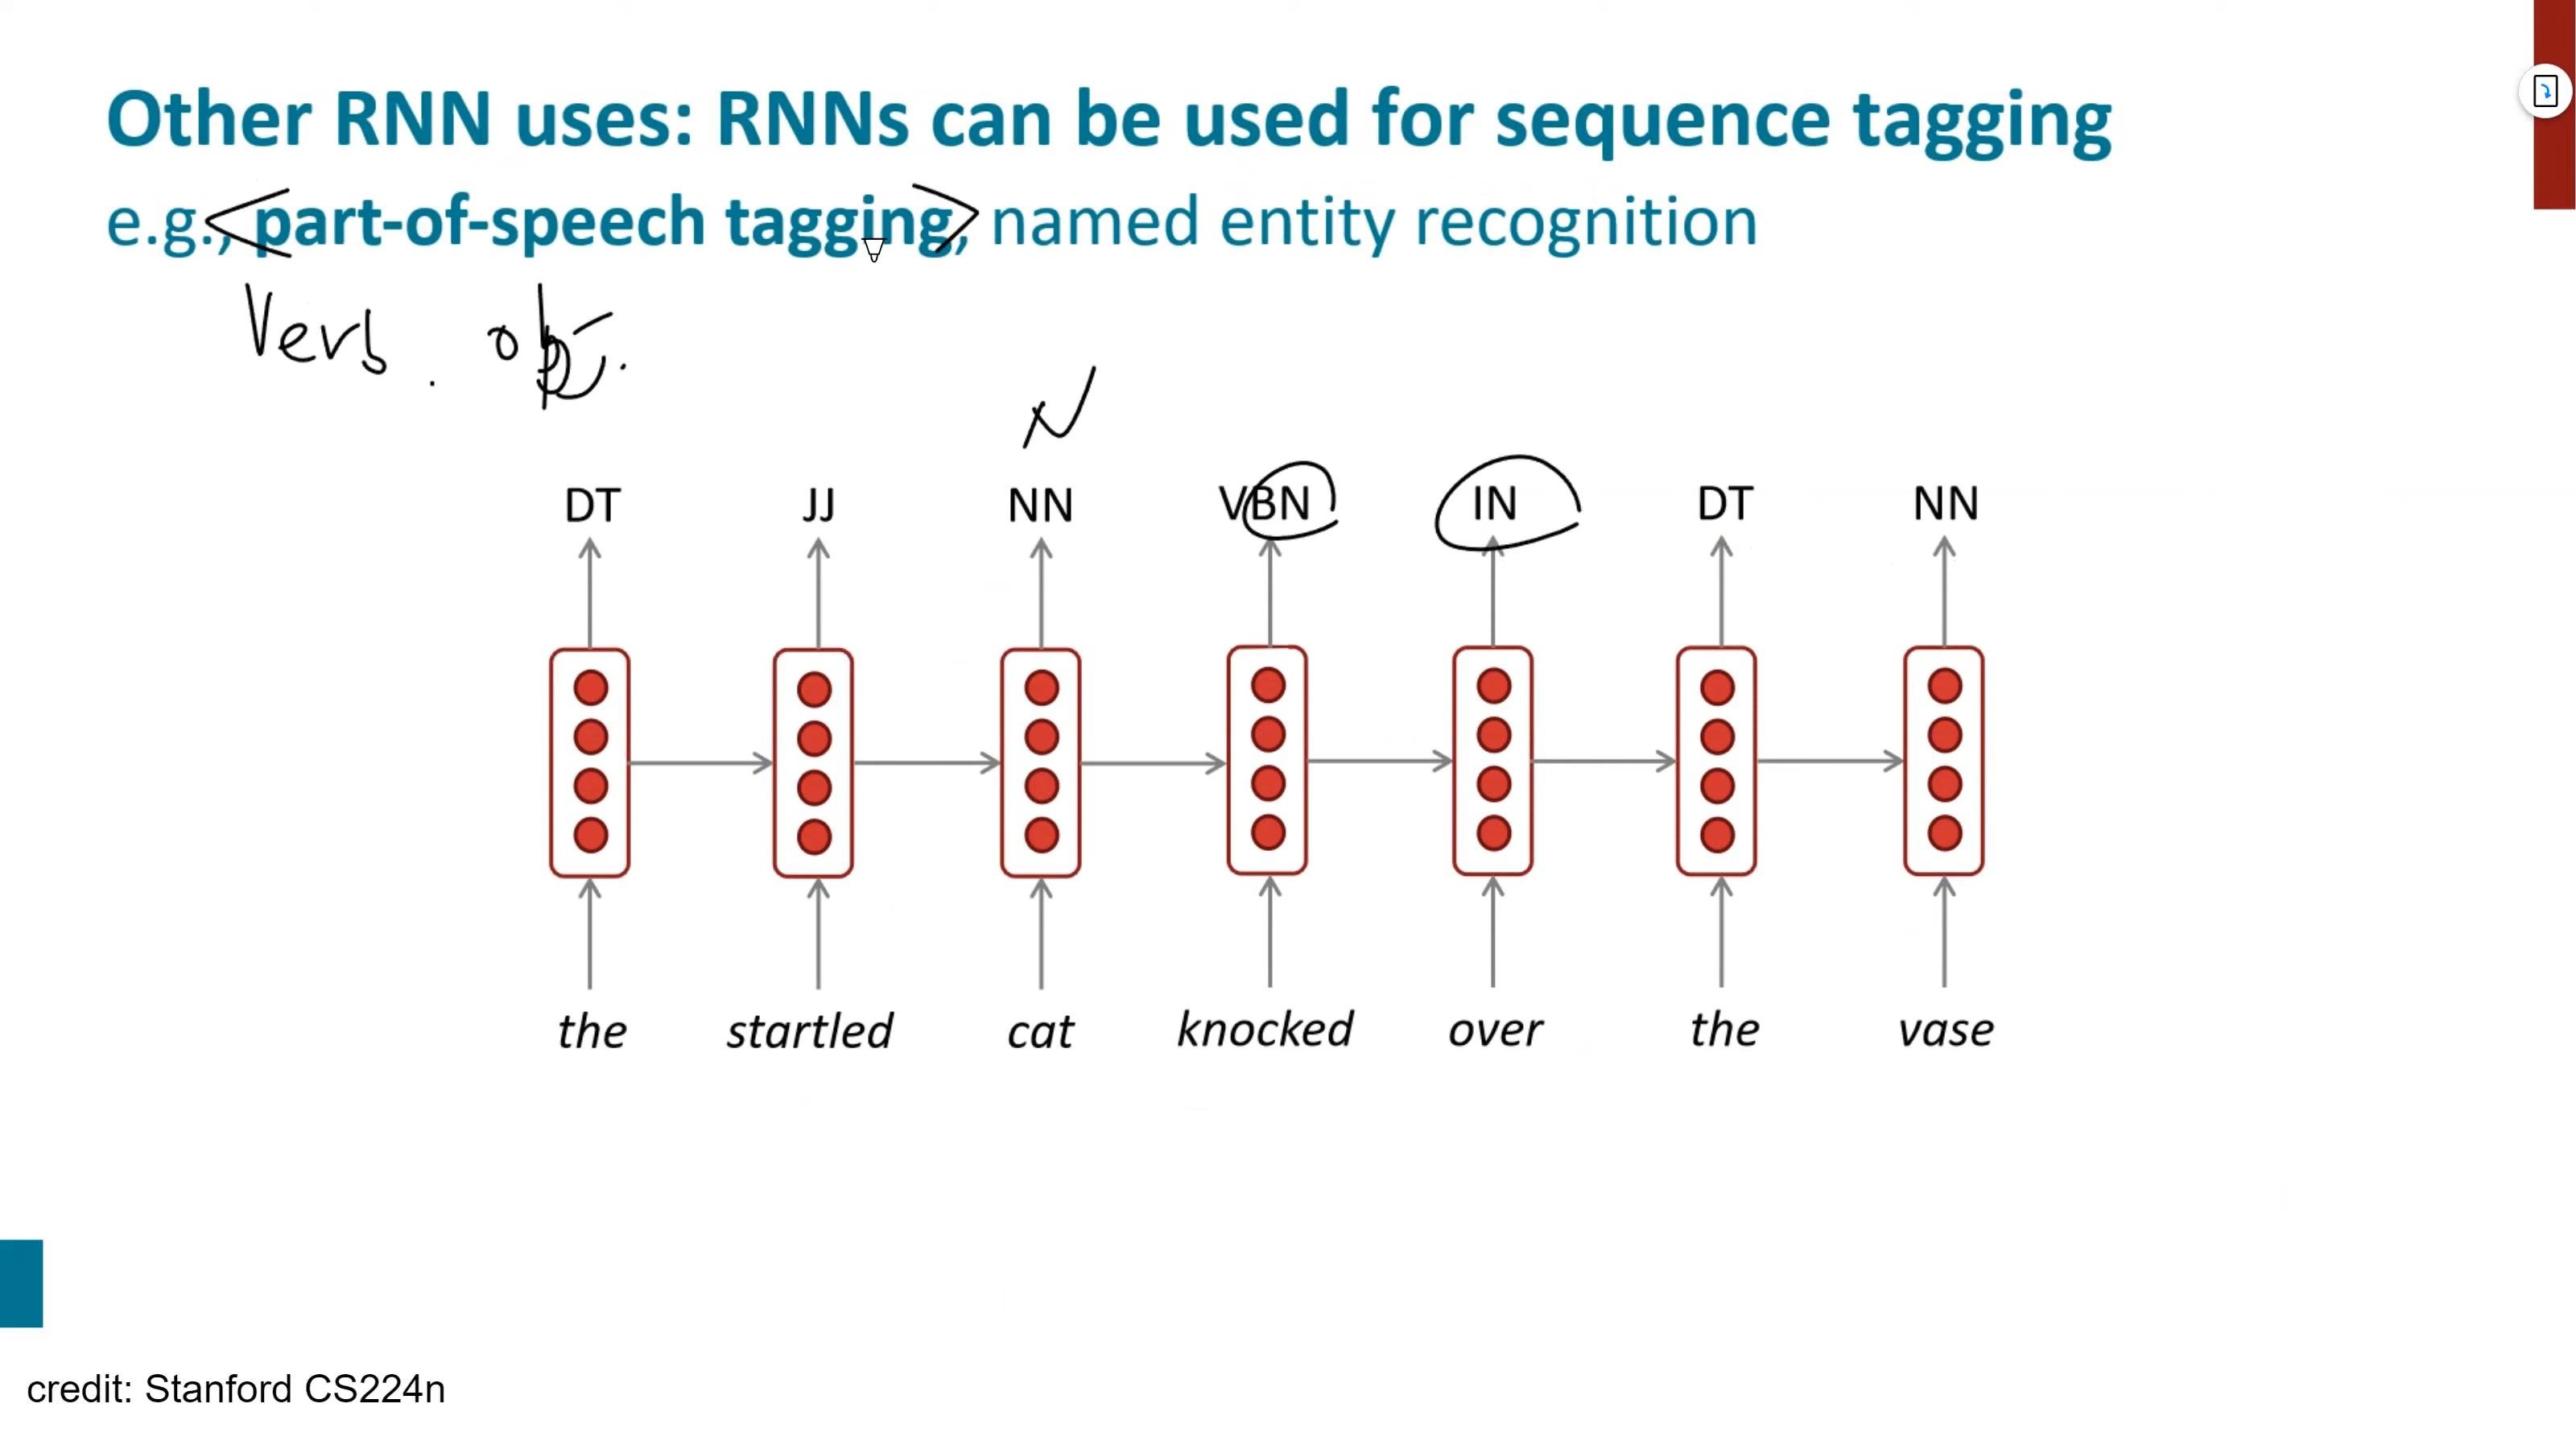 Other RNN uses: RNNs can be used for sequence tagging
e.g., part-of-speech tagging, named entity recognition
Verb. obj.
N
DT JJ NN VBN IN DT NN
the startled cat knocked over the vase
credit: Stanford CS224n